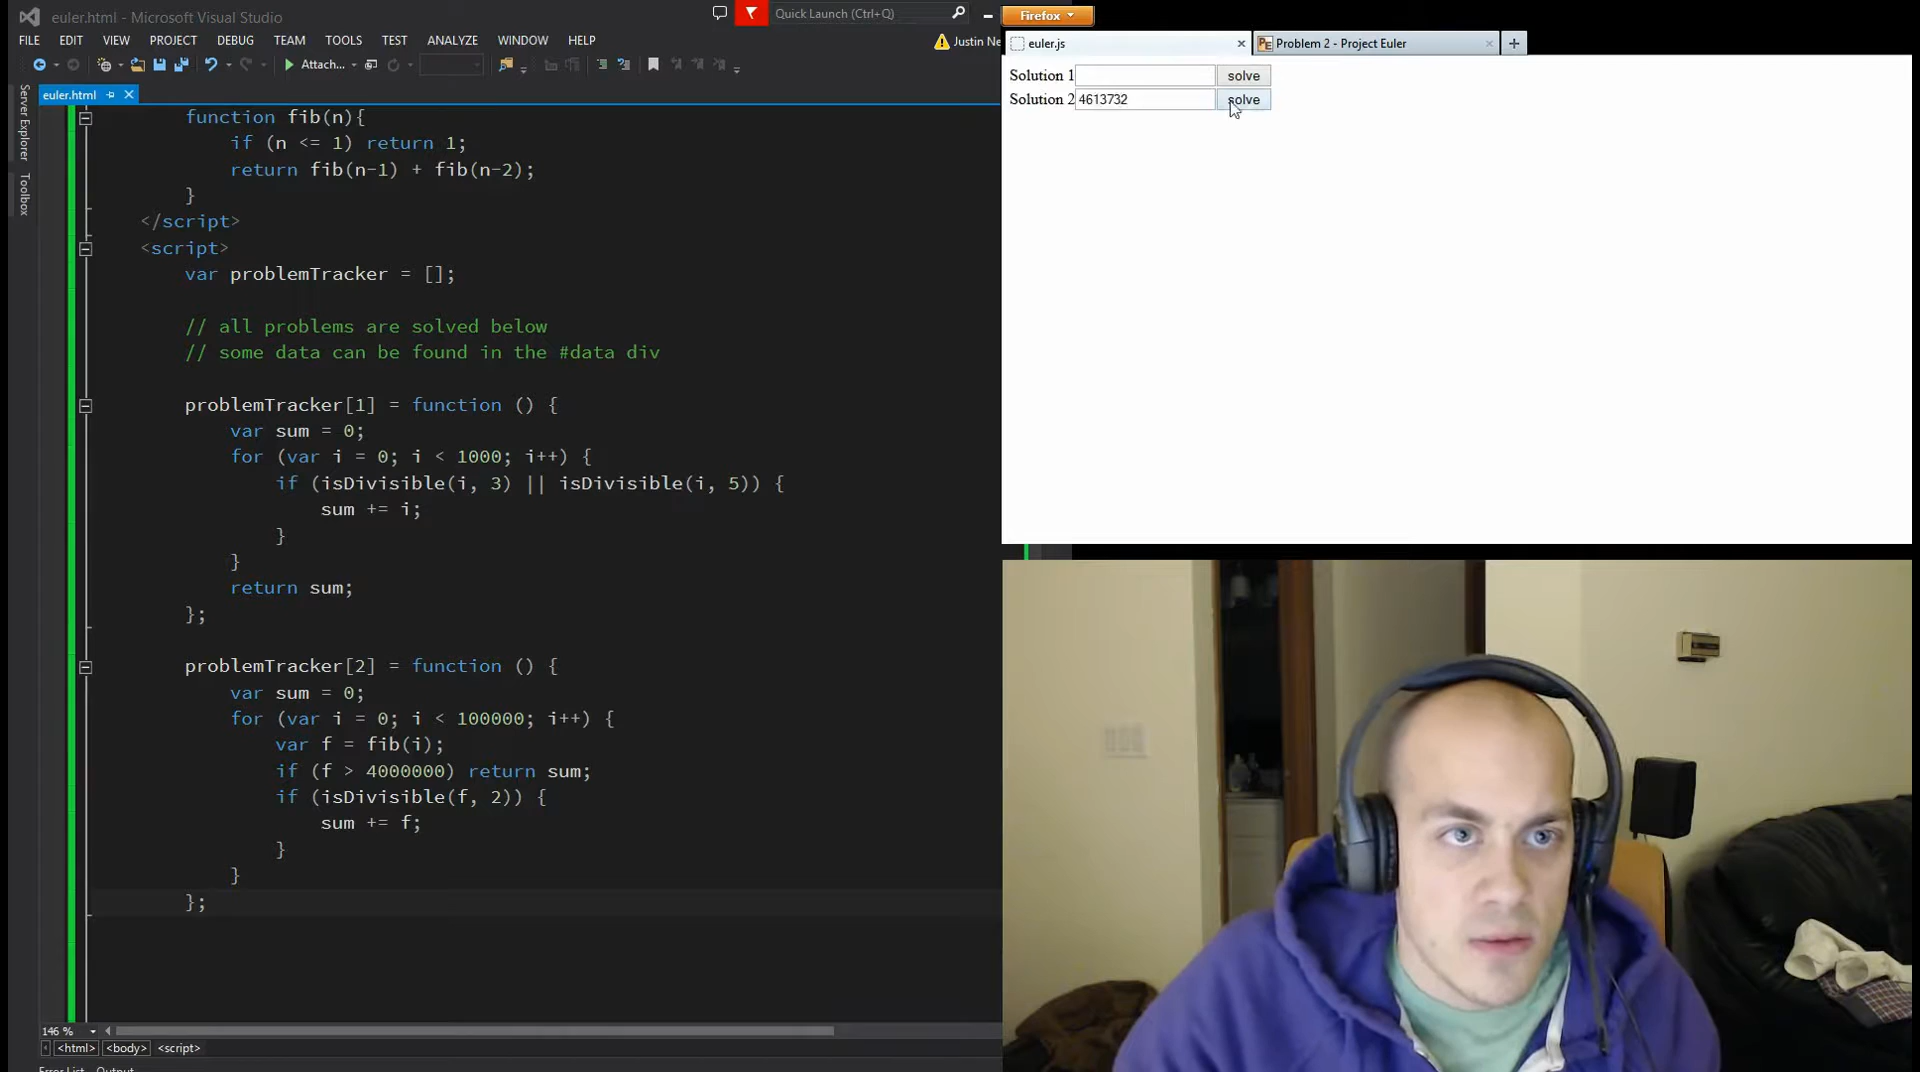 euler.html - Microsoft Visual Studio
Quick Launch (Ctrl+Q)
FILE EDIT VIEW PROJECT DEBUG TEAM TOOLS TEST ANALYZE WINDOW HELP
Justin Ne
Attach...
Server Explorer
Toolbox
euler.html
function fib(n){
if (n <= 1) return 1;
return fib(n-1) + fib(n-2);
}
</script>
<script>
var problemTracker = [];
// all problems are solved below
// some data can be found in the #data div
problemTracker[1] = function () {
var sum = 0;
for (var i = 0; i < 1000; i++) {
if (isDivisible(i, 3) || isDivisible(i, 5)) {
sum += i;
}
}
return sum;
};
problemTracker[2] = function () {
var sum = 0;
for (var i = 0; i < 100000; i++) {
var f = fib(i);
if (f > 4000000) return sum;
if (isDivisible(f, 2)) {
sum += f;
}
}
};
146 %
<html> <body> <script>
Error List Output
Firefox
euler.js
Problem 2 - Project Euler
Solution 1 solve
Solution 2 4613732 solve